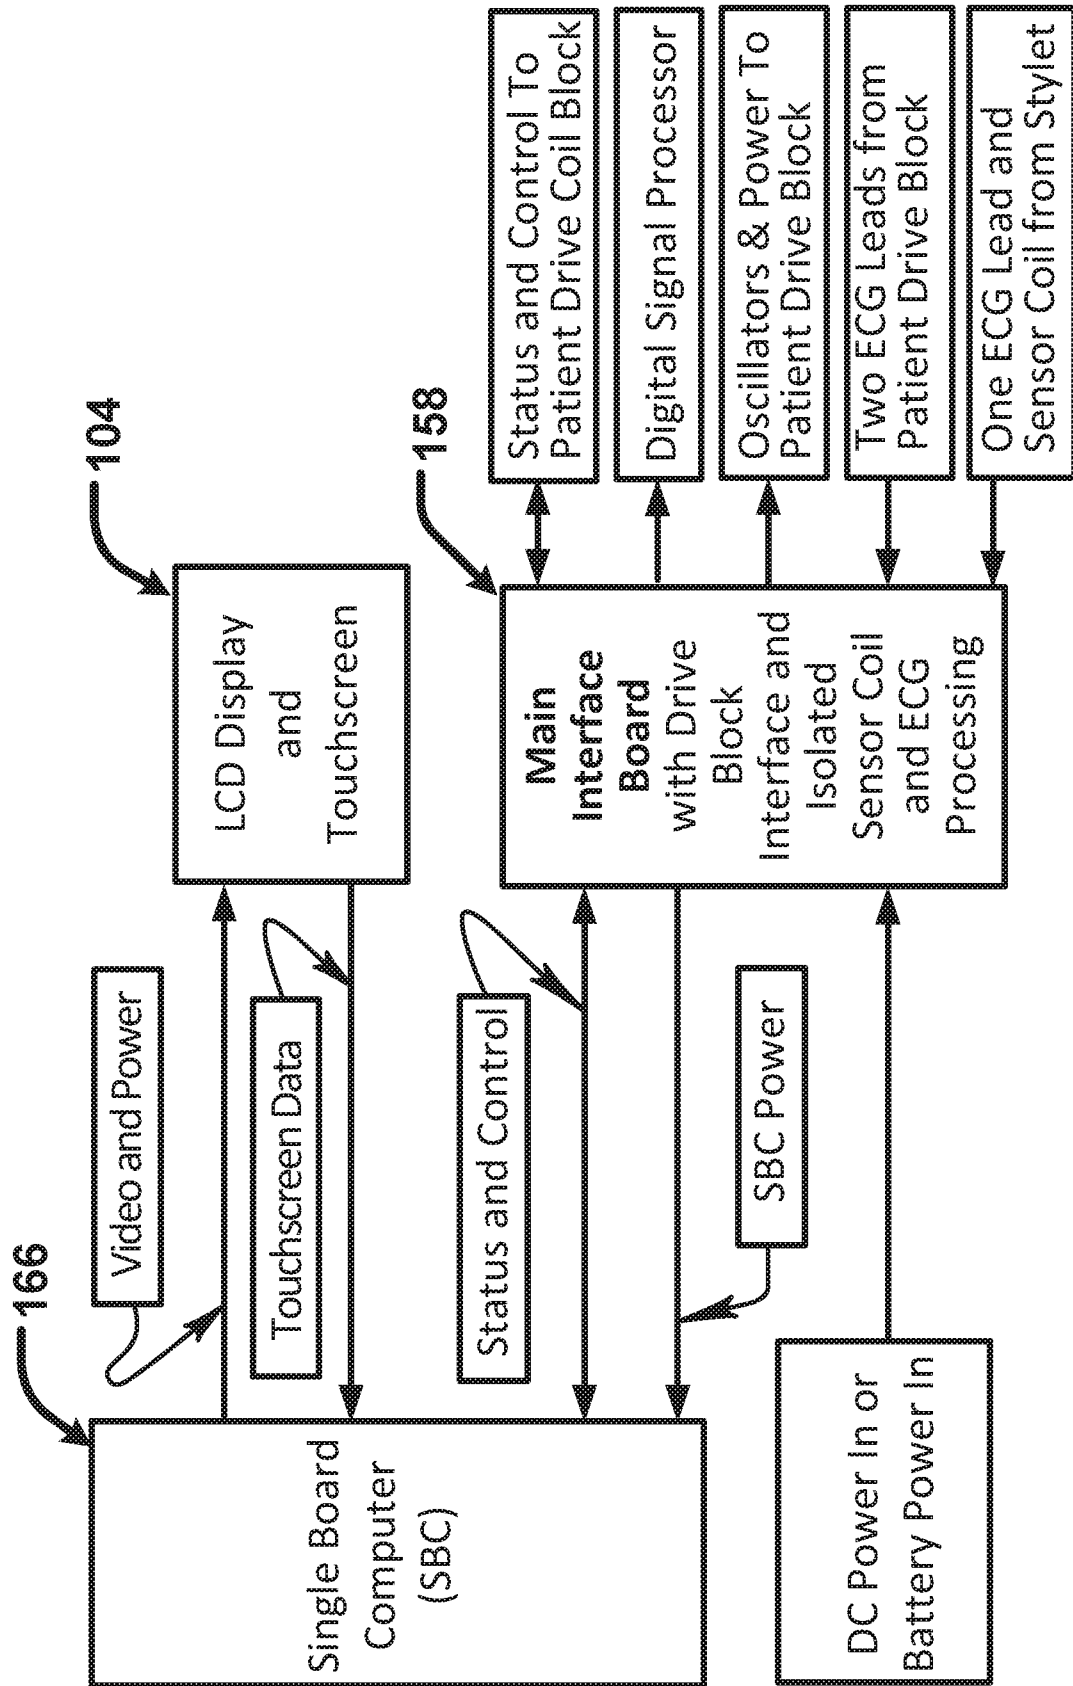 166
Single Board
Computer
(SBC)
Video and Power
Touchscreen Data
104
LCD Display
and
Touchscreen
Status and Control
SBC Power
DC Power In or
Battery Power In
158
Main
Interface
Board
with Drive
Block
Interface and
Isolated
Sensor Coil
and ECG
Processing
Status and Control To
Patient Drive Coil Block
Digital Signal Processor
Oscillators & Power To
Patient Drive Block
Two ECG Leads from
Patient Drive Block
One ECG Lead and
Sensor Coil from Stylet